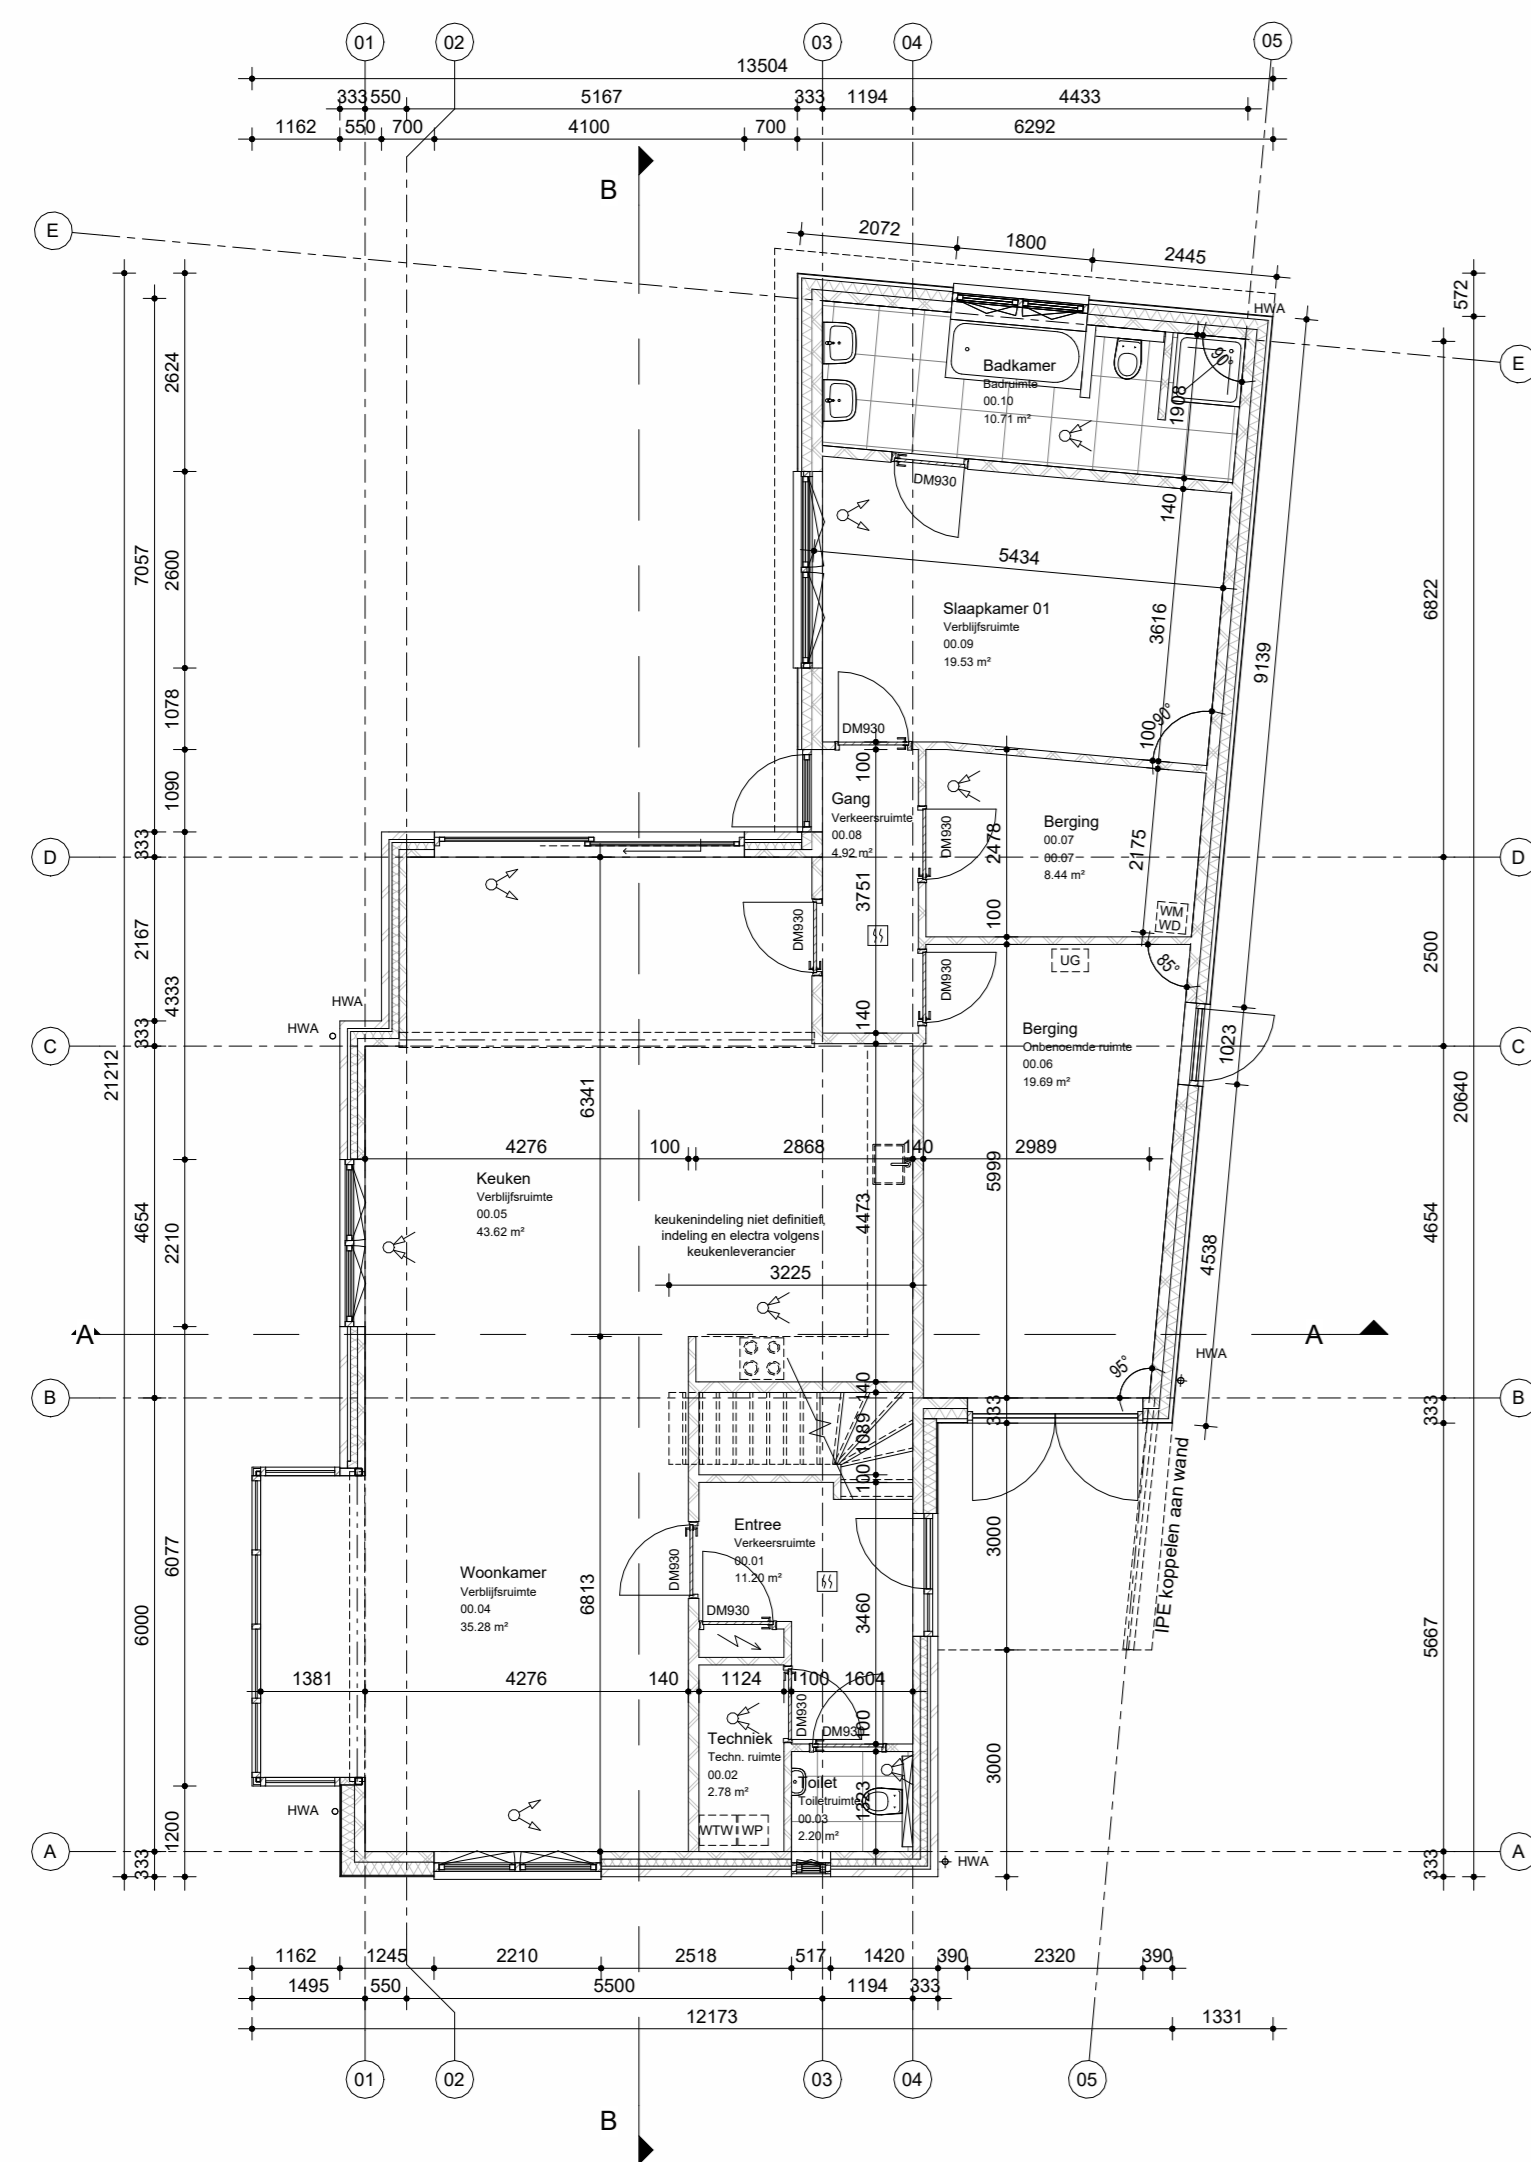 01
02
03
04
05
13504
333 550 5167 333 1194 4433
1162 550 700 4100 700 6292
B
E
2072 1800 2445
HWA
572
E
2624
Badkamer
Badruimte
00.10
10.71 m²
90°
1908
DM930
140
7057
2600
5434
Slaapkamer 01
Verblijfsruimte
00.09
19.53 m²
3616
6822
9139
1078
90°
100
DM930
100
1090
Gang
Verkeersruimte
00.08
4.92 m²
DM930
2478
Berging
00.07
00.07
8.44 m²
2175
333
D
D
3751
100
WM
WD
2167
DM930
UG
85°
2500
4333
DM930
HWA
HWA
333
140
Berging
Onbenoemde ruimte
00.06
19.69 m²
1023
C
C
21212
6341
20640
4276 100 2868 140 2989
5999
Keuken
Verblijfsruimte
00.05
43.62 m²
4654
2210
4473
keukenindeling niet definitief,
indeling en electra volgens
keukenleverancier
4654
4538
3225
A
A
HWA
95°
B
B
140
333
333
1089
100
IPE koppelen aan wand
Entree
Verkeersruimte
00.01
11.20 m²
3000
6077
DM930
Woonkamer
Verblijfsruimte
00.04
35.28 m²
6813
DM930
3460
6000
5667
1381 4276 140 1124 100 1604
DM930
100
DM930
Techniek
Techn. ruimte
00.02
2.78 m²
3000
Toilet
Toiletruimte
00.03
2.20 m²
1323
HWA
1200
WTW WP
A
A
333
HWA
333
1162 1245 2210 2518 517 1420 390 2320 390
1495 550 5500 1194 333
12173 1331
01
02
03
04
05
B